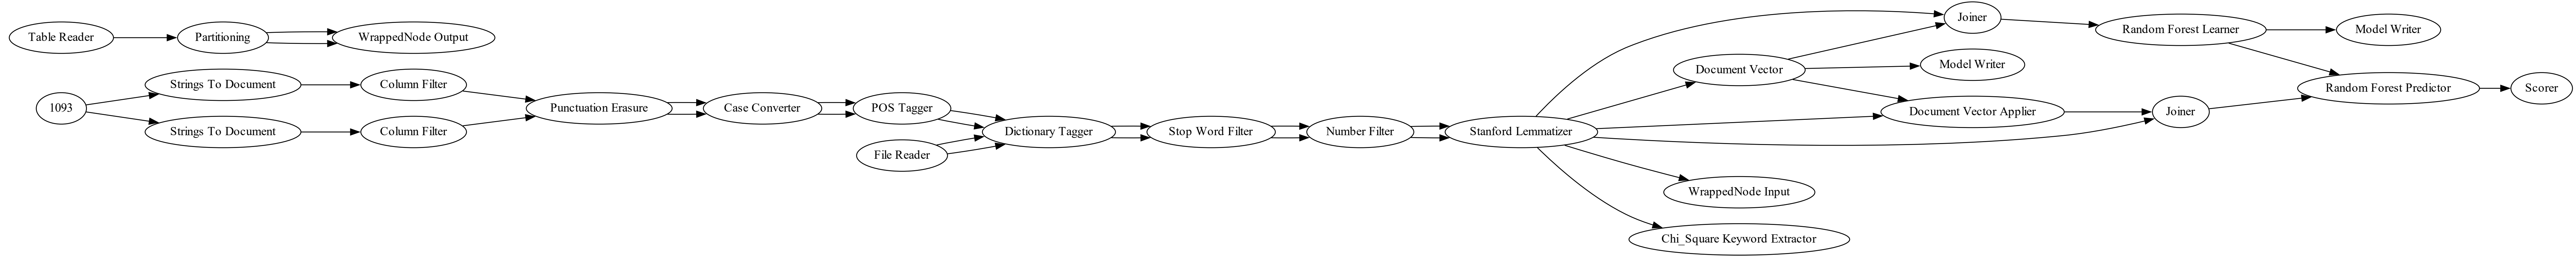 Table Reader
Partitioning
WrappedNode Output
1093
Strings To Document
Column Filter
Strings To Document
Column Filter
Punctuation Erasure
Case Converter
POS Tagger
File Reader
Dictionary Tagger
Stop Word Filter
Number Filter
Stanford Lemmatizer
Joiner
Document Vector
Model Writer
Document Vector Applier
WrappedNode Input
Chi_Square Keyword Extractor
Joiner
Random Forest Learner
Model Writer
Random Forest Predictor
Scorer